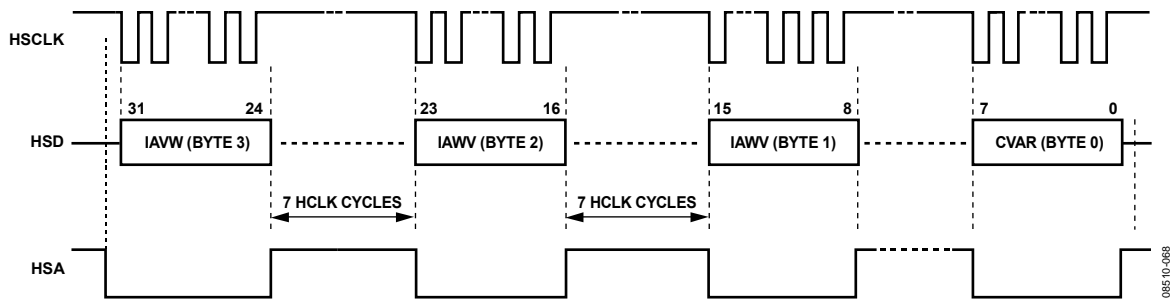 HSCLK
31 24 23 16 15 8 7 0
HSD IAVW (BYTE 3) IAWV (BYTE 2) IAWV (BYTE 1) CVAR (BYTE 0)
7 HCLK CYCLES 7 HCLK CYCLES
HSA
08510-068